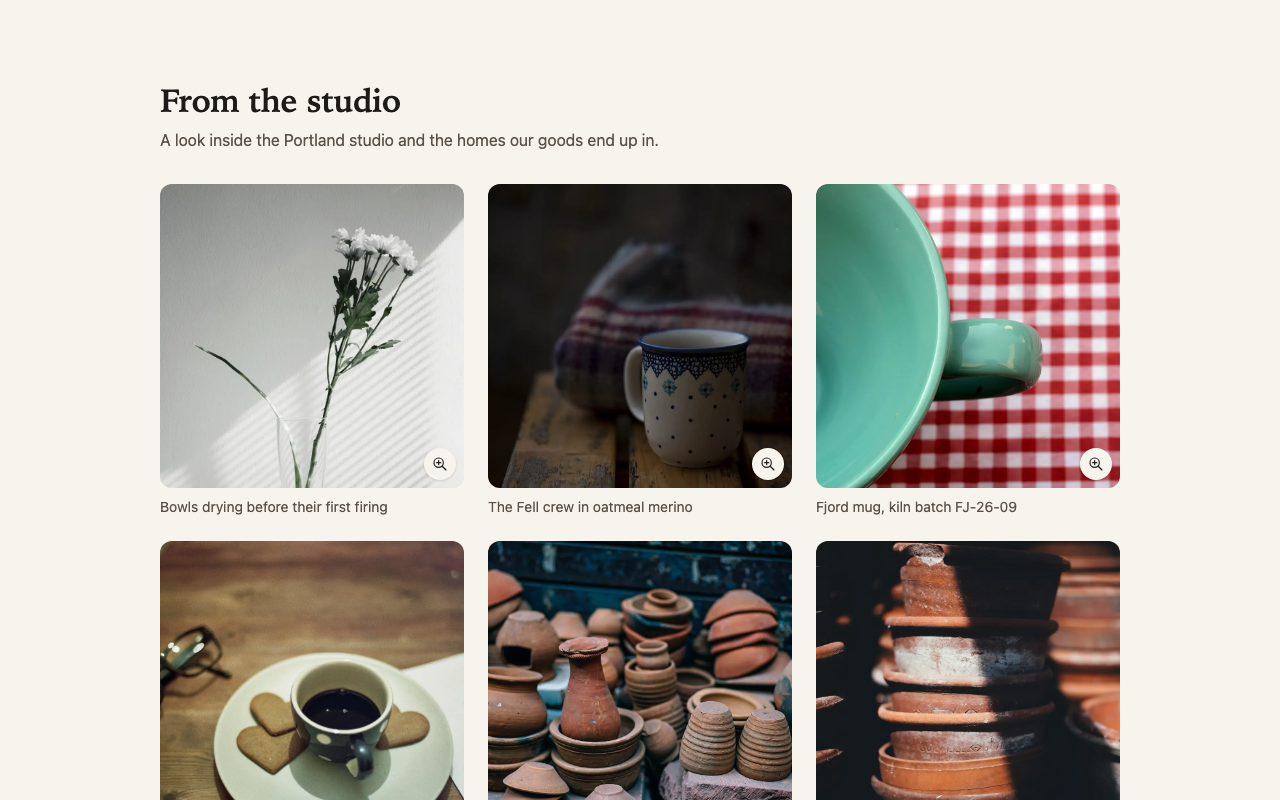 From the studio
A look inside the Portland studio and the homes our goods end up in.
Bowls drying before their first firing
The Fell crew in oatmeal merino
Fjord mug, kiln batch FJ-26-09